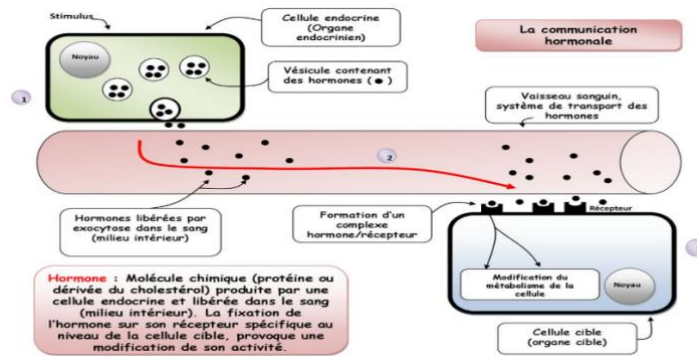 Stimulus
Cellule endocrine
(Organe
endocrinien)
La communication
hormonale
Noyau
Vésicule contenant
des hormones ( • )
Vaisseau sanguin,
système de transport des
hormones
1
2
Hormones libérées par
exocytose dans le sang
(milieu intérieur)
Formation d'un
complexe
hormone/récepteur
Récepteur
Hormone : Molécule chimique (protéine ou
dérivée du cholestérol) produite par une
cellule endocrine et libérée dans le sang
(milieu intérieur). La fixation de
l'hormone sur son récepteur spécifique au
niveau de la cellule cible, provoque une
modification de son activité.
Modification du
métabolisme de la
cellule
Noyau
Cellule cible
(organe cible)